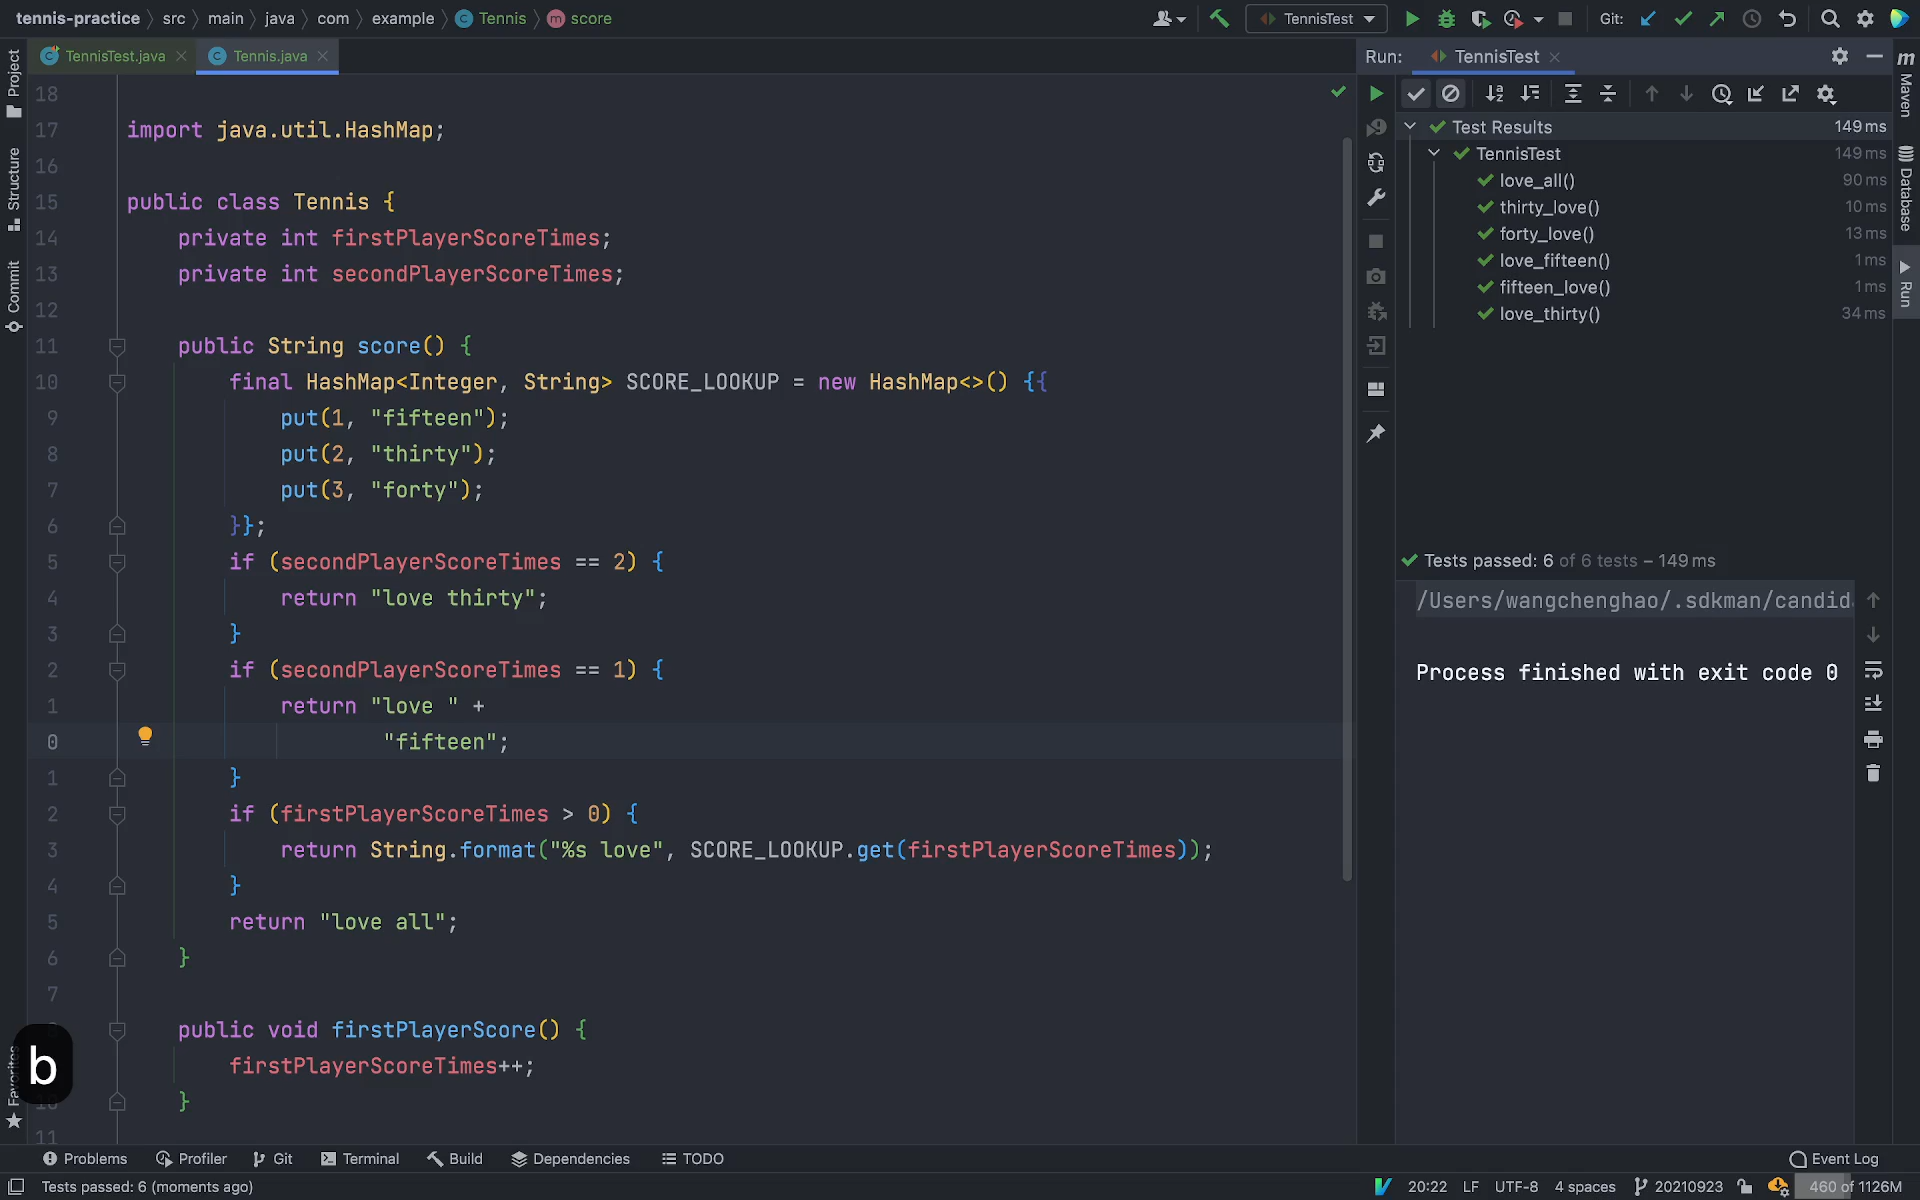 tennis-practice src main java com example Tennis score
TennisTest
Git:
TennisTest.java Tennis.java
Run: TennisTest
Project
Structure
Commit
Favorites
Maven
Database
Run
18
17 import java.util.HashMap;
16
15 public class Tennis {
14 private int firstPlayerScoreTimes;
13 private int secondPlayerScoreTimes;
12
11 public String score() {
10 final HashMap<Integer, String> SCORE_LOOKUP = new HashMap<>() {{
9 put(1, "fifteen");
8 put(2, "thirty");
7 put(3, "forty");
6 }};
5 if (secondPlayerScoreTimes == 2) {
4 return "love thirty";
3 }
2 if (secondPlayerScoreTimes == 1) {
1 return "love " +
0 "fifteen";
1 }
2 if (firstPlayerScoreTimes > 0) {
3 return String.format("%s love", SCORE_LOOKUP.get(firstPlayerScoreTimes));
4 }
5 return "love all";
6 }
7
public void firstPlayerScore() {
firstPlayerScoreTimes++;
}
11
b
Test Results 149 ms
TennisTest 149 ms
love_all() 90 ms
thirty_love() 10 ms
forty_love() 13 ms
love_fifteen() 1 ms
fifteen_love() 1 ms
love_thirty() 34 ms
Tests passed: 6 of 6 tests – 149 ms
/Users/wangchenghao/.sdkman/candid
Process finished with exit code 0
Problems Profiler Git Terminal Build Dependencies TODO Event Log
Tests passed: 6 (moments ago) 20:22 LF UTF-8 4 spaces 20210923 460 of 1126M